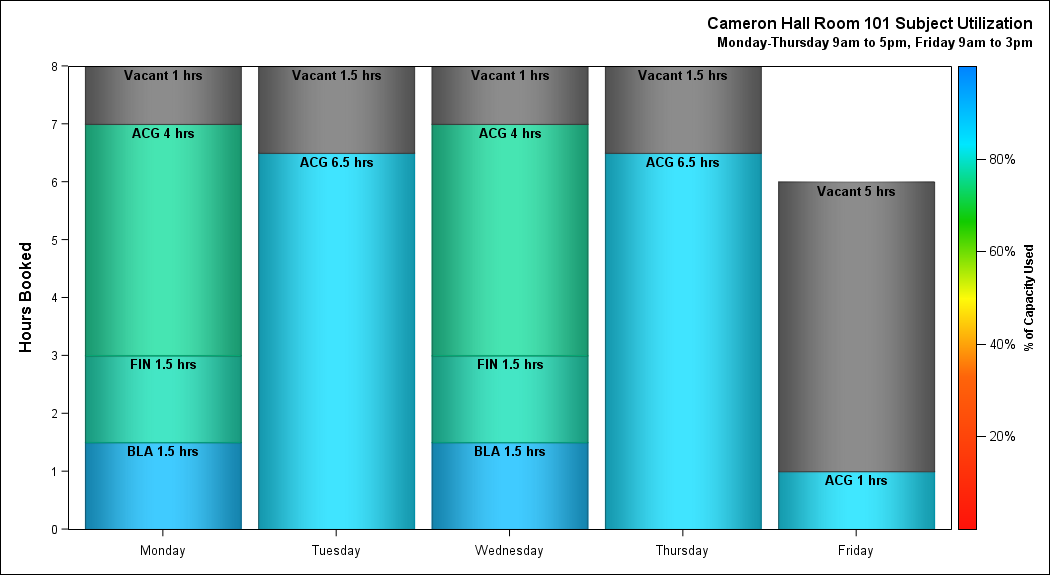 Cameron Hall Room 101 Subject Utilization
Monday-Thursday 9am to 5pm, Friday 9am to 3pm
Hours Booked
8
7
6
5
4
3
2
1
0
Vacant 1 hrs
ACG 4 hrs
FIN 1.5 hrs
BLA 1.5 hrs
Vacant 1.5 hrs
ACG 6.5 hrs
Vacant 1 hrs
ACG 4 hrs
FIN 1.5 hrs
BLA 1.5 hrs
Vacant 1.5 hrs
ACG 6.5 hrs
Vacant 5 hrs
ACG 1 hrs
Monday
Tuesday
Wednesday
Thursday
Friday
80%
60%
40%
20%
% of Capacity Used